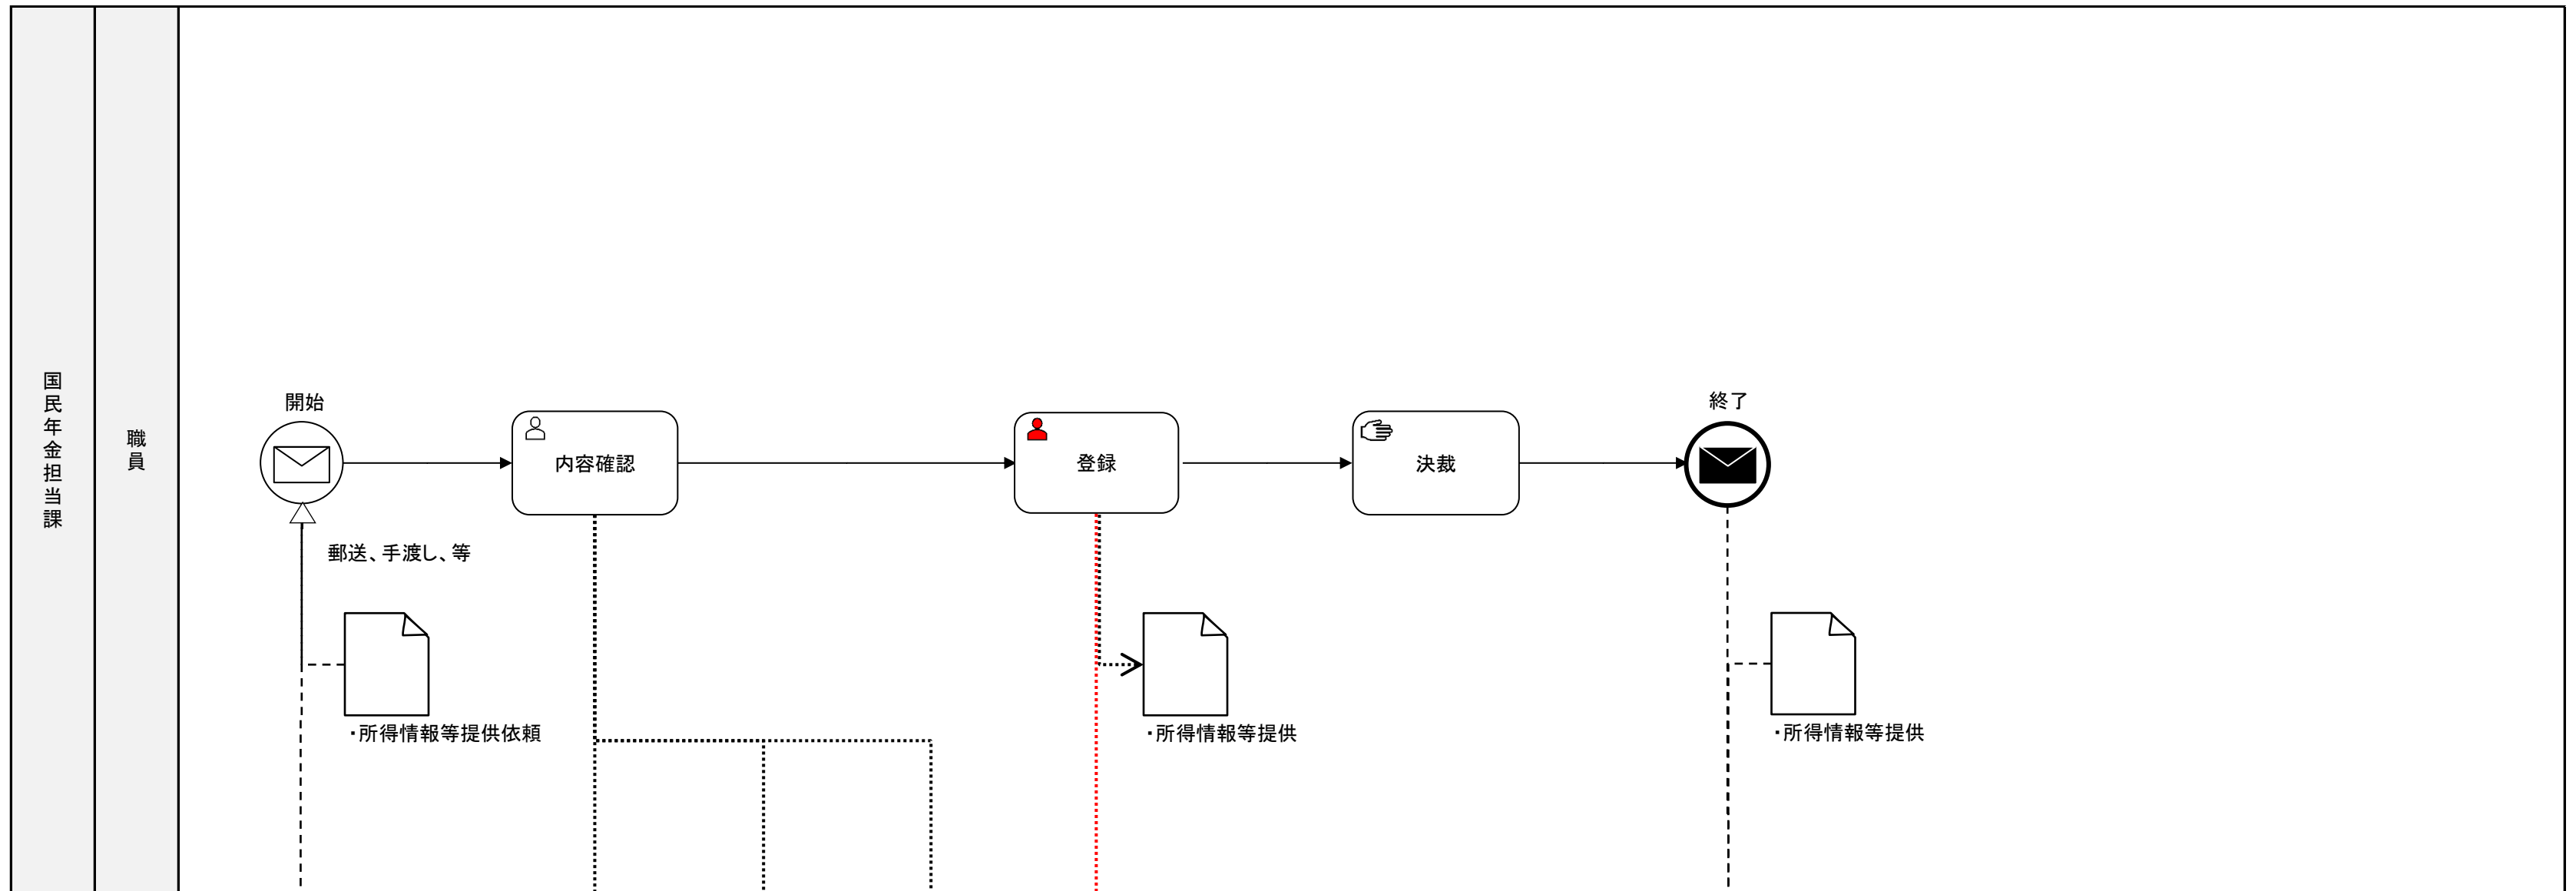 国民年金担当課
職員
開始
終了
内容確認
登録
決裁
郵送、手渡し、等
・所得情報等提供依頼
・所得情報等提供
・所得情報等提供